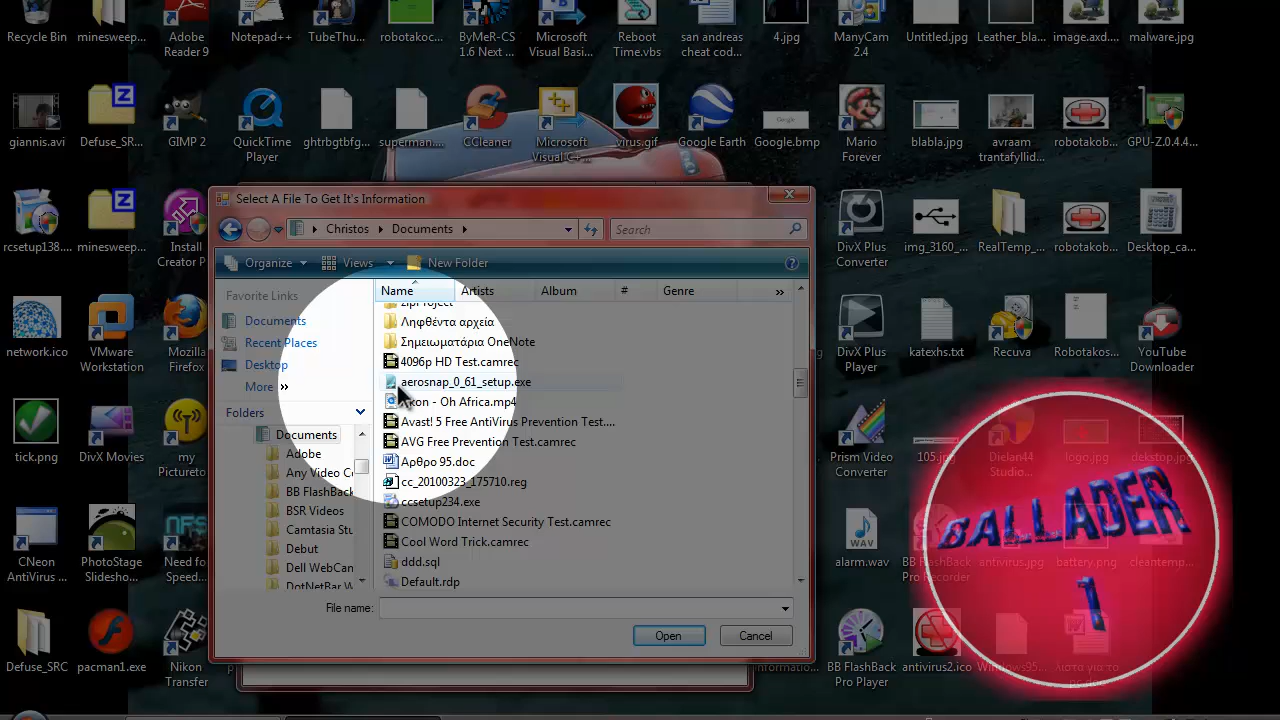 Recycle Bin
minesweep...
Adobe
Reader 9
Notepad++
TubeThu...
robotakoc...
ByMeR-CS
1.6 Next ...
Microsoft
Visual Basi...
Reboot
Time.vbs
san andreas
cheat cod...
4.jpg
ManyCam
2.4
Untitled.jpg
Leather_bla...
image.axd....
malware.jpg
giannis.avi
Defuse_SR...
GIMP 2
QuickTime
Player
ghtrbgtbfg...
superman....
CCleaner
Microsoft
Visual C+...
virus.gif
Google Earth
Google.bmp
Mario
Forever
blabla.jpg
avraam
trantafyllid...
robotakob...
GPU-Z.0.4.4...
Select A File To Get It's Information
Christos
Documents
Search
Organize
Views
New Folder
Favorite Links
Documents
Recent Places
Desktop
More »
Folders
Documents
Adobe
Any Video Co
BB FlashBack
BSR Videos
Camtasia Stu
Debut
Dell WebCan
DotNetBar W
Name
Artists
Album
#
Genre
»
zipProject
Ληφθέντα αρχεία
Σημειωματάρια OneNote
4096p HD Test.camrec
aerosnap_0_61_setup.exe
kon - Oh Africa.mp4
Avast! 5 Free AntiVirus Prevention Test....
AVG Free Prevention Test.camrec
Αρθρο 95.doc
cc_20100323_175710.reg
ccsetup234.exe
COMODO Internet Security Test.camrec
Cool Word Trick.camrec
ddd.sql
Default.rdp
File name:
Open
Cancel
rcsetup138....
minesweep...
Install
Creator P
DivX Plus
Converter
img_3160_...
RealTemp_...
robotakob...
Desktop_ca...
network.ico
VMware
Workstation
Mozilla
Firefox
DivX Plus
Player
katexhs.txt
Recuva
Robotakos...
YouTube
Downloader
tick.png
DivX Movies
my
Pictureto
Prism Video
Converter
105.jpg
Dielan44
Studio...
logo.jpg
dekstop.jpg
CNeon
AntiVirus ...
PhotoStage
Slidesho...
Need for
Speed...
alarm.wav
BB FlashBack
Pro Recorder
antivirus.jpg
battery.png
cleantemp...
Defuse_SRC
pacman1.exe
Nikon
Transfer
BB FlashBack
Pro Player
antivirus2.ico
Windows95...
λιστα για το
BALLADER
1